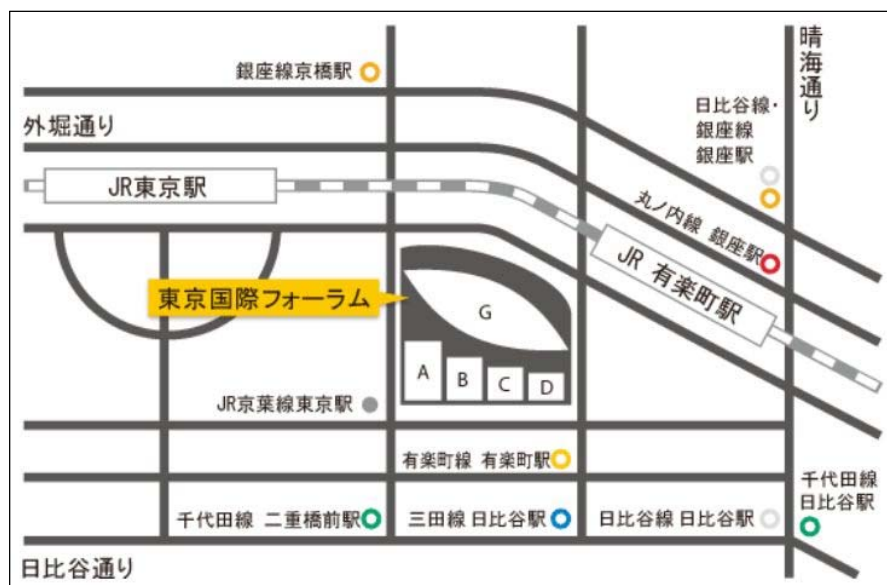 晴海通り
銀座線京橋駅
日比谷線・
銀座線
銀座駅
外堀通り
JR東京駅
丸ノ内線 銀座駅
JR 有楽町駅
東京国際フォーラム
G
A
B
C
D
JR京葉線東京駅
有楽町線 有楽町駅
千代田線
日比谷駅
千代田線 二重橋前駅
三田線 日比谷駅
日比谷線 日比谷駅
日比谷通り